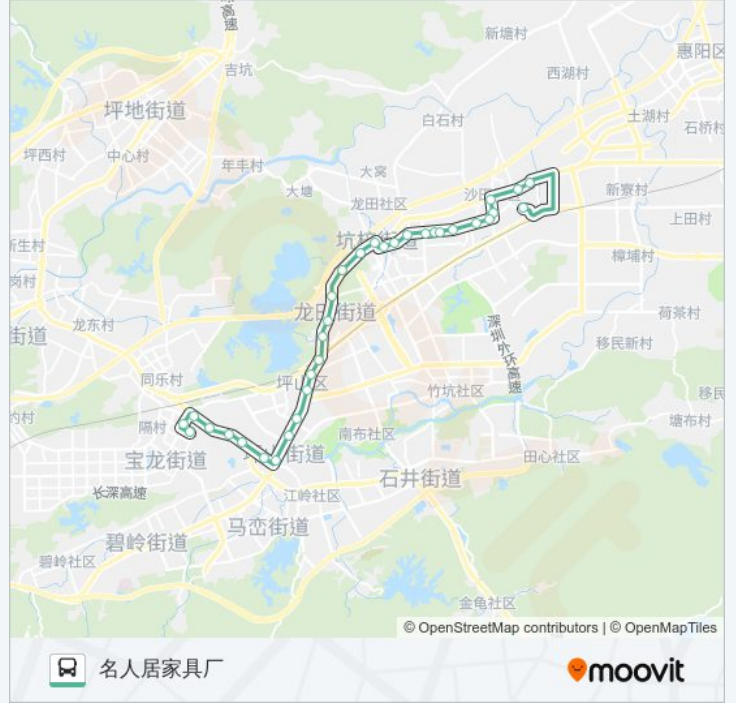 深高速
新塘村
惠阳区
吉坑
西湖村
坪地街道
白石村
土湖村
石桥村
坪西村
中心村
年丰村
大窝
大塘
沙田
新寮村
龙田社区
上田村
新生村
坑梓街道
樟埔村
岗村
龙田街道
荷茶村
街道
龙东村
深圳外环高速
移民新村
同乐村
坪山区
竹坑社区
移民
的村
塘布村
隔村
南布社区
宝龙街道
街道
田心社区
石井街道
长深高速
江岭社区
马峦街道
碧岭街道
碧岭社区
金龟社区
© OpenStreetMap contributors | © OpenMapTiles
名人居家具厂
moovit